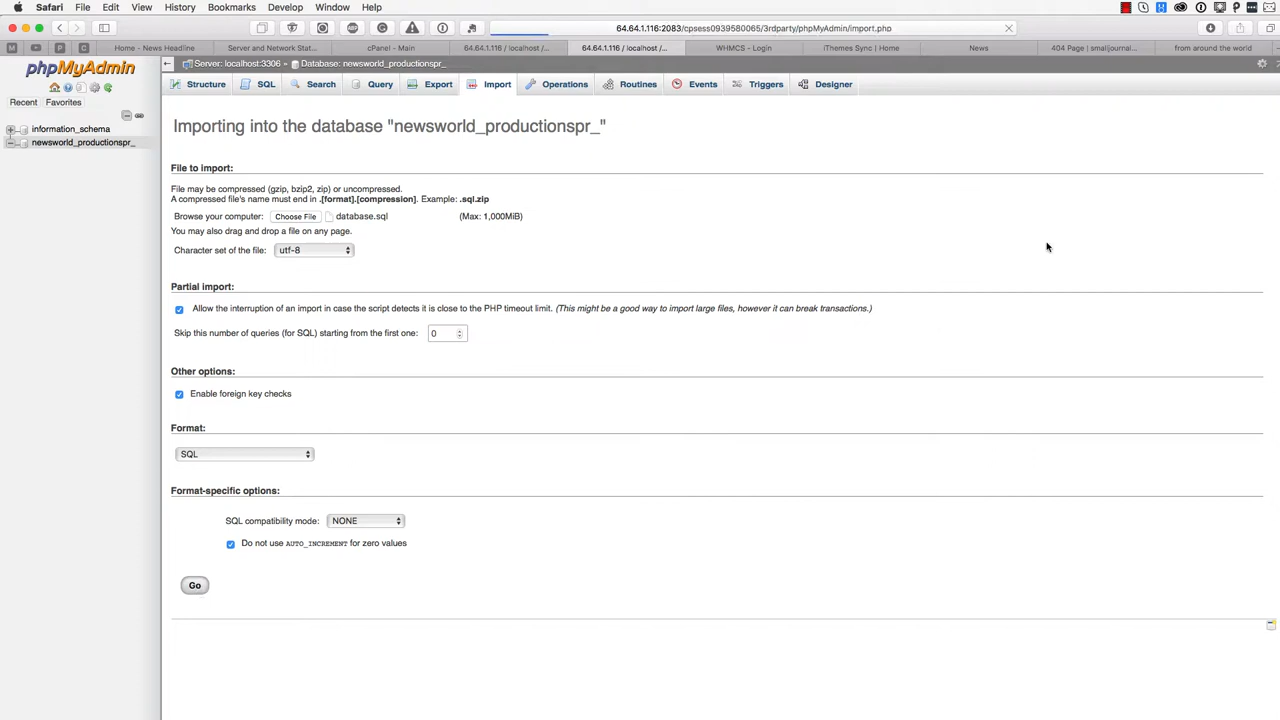 Safari File Edit View History Bookmarks Develop Window Help
64.64.1.116:2083/cpsess0939580065/3rdparty/phpMyAdmin/import.php
Home - News Headline Server and Network Stat... cPanel - Main 64.64.1.116 / localhost /... 64.64.1.116 / localhost /... WHMCS - Login iThemes Sync | Home News 404 Page | smaljournal... from around the world
phpMyAdmin
Server: localhost:3306 » Database: newsworld_productionspr_
Structure SQL Search Query Export Import Operations Routines Events Triggers Designer
Recent Favorites
information_schema
newsworld_productionspr_
Importing into the database "newsworld_productionspr_"
File to import:
File may be compressed (gzip, bzip2, zip) or uncompressed.
A compressed file's name must end in .[format].[compression]. Example: .sql.zip
Browse your computer: Choose File database.sql (Max: 1,000MiB)
You may also drag and drop a file on any page.
Character set of the file: utf-8
Partial import:
Allow the interruption of an import in case the script detects it is close to the PHP timeout limit. (This might be a good way to import large files, however it can break transactions.)
Skip this number of queries (for SQL) starting from the first one: 0
Other options:
Enable foreign key checks
Format:
SQL
Format-specific options:
SQL compatibility mode: NONE
Do not use AUTO_INCREMENT for zero values
Go